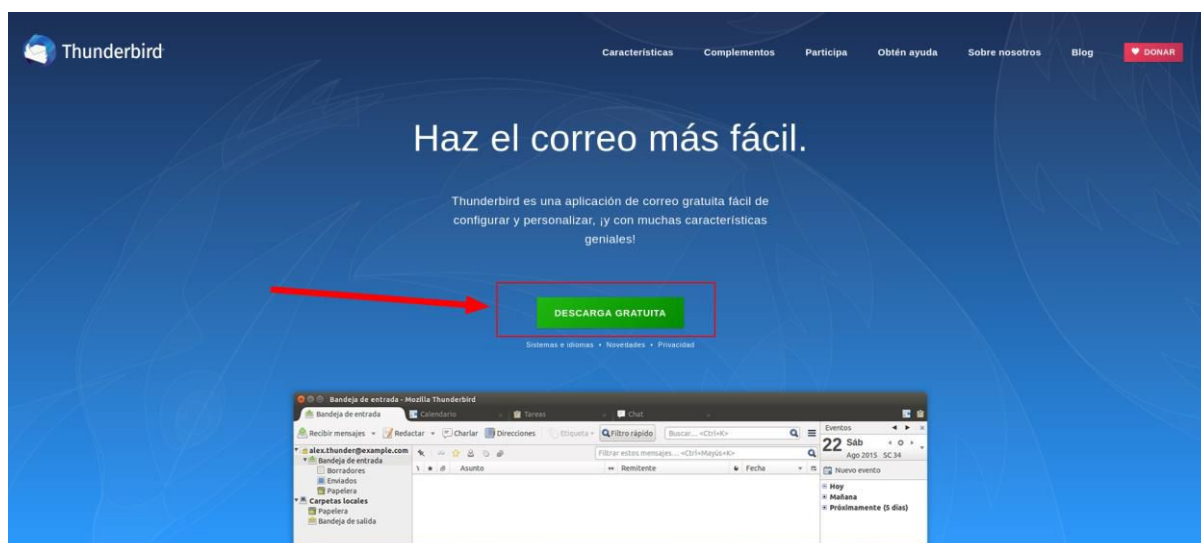 Thunderbird
Características Complementos Participa Obtén ayuda Sobre nosotros Blog DONAR
Haz el correo más fácil.
Thunderbird es una aplicación de correo gratuita fácil de
configurar y personalizar, ¡y con muchas características
geniales!
DESCARGA GRATUITA
Sistemas e idiomas • Novedades • Privacidad
Bandeja de entrada - Mozilla Thunderbird
Bandeja de entrada Calendario Tareas Chat
Recibir mensajes Redactar Charlar Direcciones Etiqueta Filtro rápido Buscar... <Ctrl+K>
Eventos
alex.thunder@example.com
Filtrar estos mensajes... <Ctrl+Mayús+K>
22 Sáb
Ago 2015 SC 34
Bandeja de entrada
Borradores
Enviados
Papelera
Carpetas locales
Papelera
Bandeja de salida
Asunto Remitente Fecha
Nuevo evento
Hoy
Mañana
Próximamente (5 días)